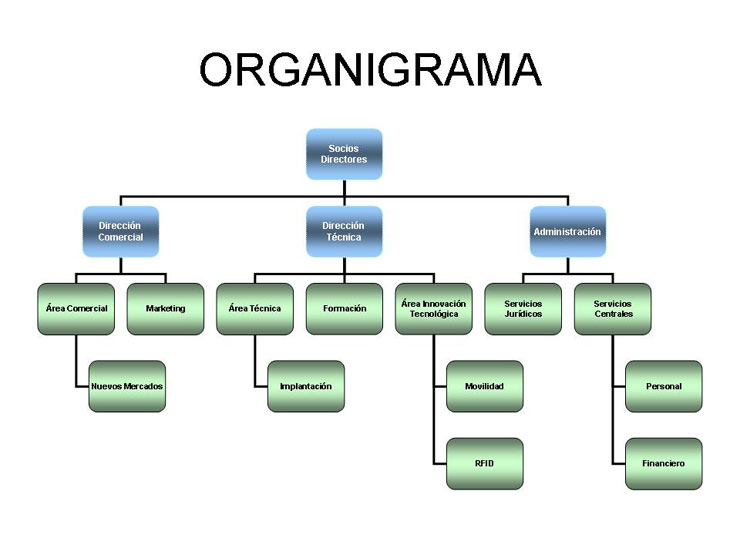 ORGANIGRAMA
Socios
Directores
Dirección
Comercial
Dirección
Técnica
Administración
Área Comercial
Marketing
Área Técnica
Formación
Área Innovación
Tecnológica
Servicios
Jurídicos
Servicios
Centrales
Nuevos Mercados
Implantación
Movilidad
Personal
RFID
Financiero